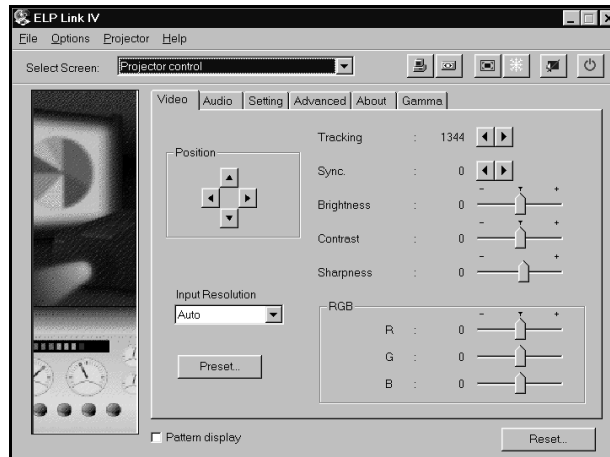 ELP Link IV
File Options Projector Help
Select Screen: Projector control
Video Audio Setting Advanced About Gamma
Position
Tracking : 1344
Sync. : 0
Brightness : 0 - +
Contrast : 0 - +
Sharpness : 0 - +
Input Resolution
Auto
Preset...
RGB
R : 0 - +
G : 0
B : 0
Pattern display
Reset...